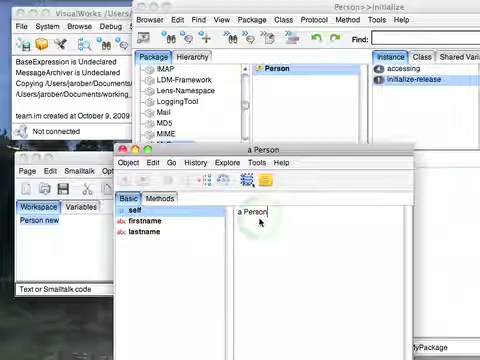 VisualWorks /Users/j
File System Browse Debug
BaseExpression is Undeclared
MessageArchiver is Undeclared
Copying /Users/jarober/Documents/
/Users/jarober/Documents/working_
team.im created at October 9, 2009
Not connected
Person>>initialize
Browser Edit Find View Package Class Protocol Method Tools Help
Find:
Package Hierarchy
IMAP
LDM-Framework
Lens-Workspace
LoggingTool
Mail
MD5
MIME
Person
Instance Class Shared Varia
accessing
initialize-release
MyPackage
Page Edit Smalltalk
Workspace Variables
Person new
Text or Smalltalk code
a Person
Object Edit Go History Explore Tools Help
Basic Methods
self
abc firstname
abc lastname
a Person